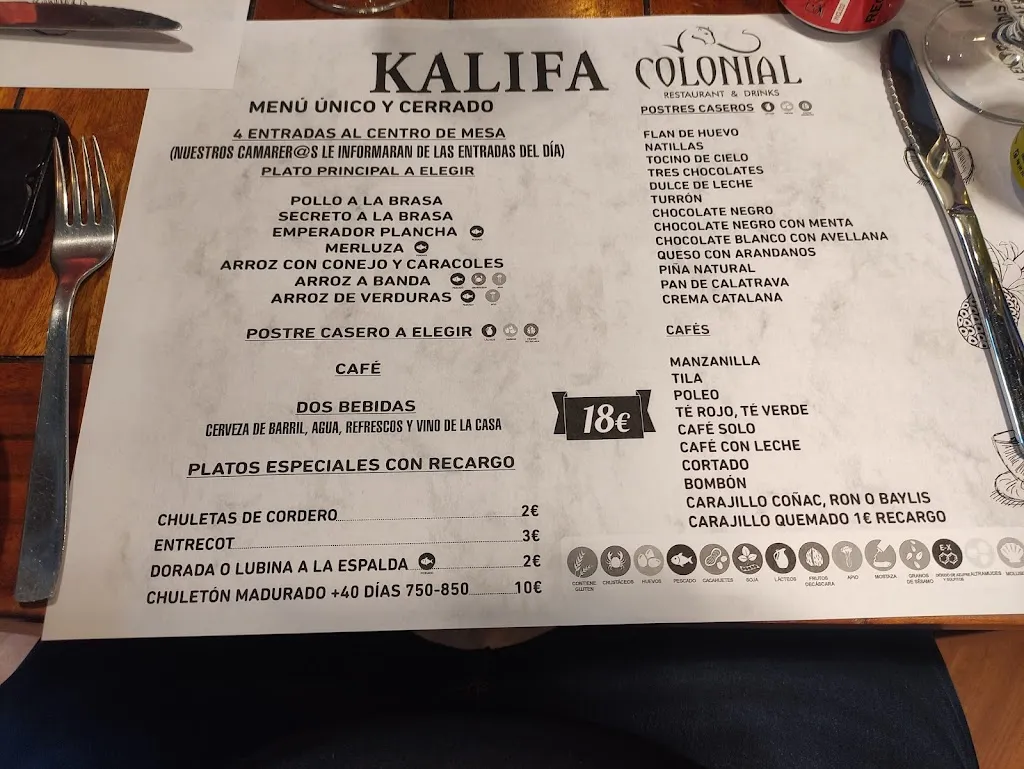 KALIFA
COLONIAL
RESTAURANT & DRINKS
MENÚ ÚNICO Y CERRADO
4 ENTRADAS AL CENTRO DE MESA
(NUESTROS CAMARER@S LE INFORMARAN DE LAS ENTRADAS DEL DÍA)
PLATO PRINCIPAL A ELEGIR
POLLO A LA BRASA
SECRETO A LA BRASA
EMPERADOR PLANCHA
MERLUZA
ARROZ CON CONEJO Y CARACOLES
ARROZ A BANDA
ARROZ DE VERDURAS
POSTRE CASERO A ELEGIR
CAFÉ
DOS BEBIDAS
CERVEZA DE BARRIL, AGUA, REFRESCOS Y VINO DE LA CASA
18€
PLATOS ESPECIALES CON RECARGO
CHULETAS DE CORDERO 2€
ENTRECOT 3€
DORADA O LUBINA A LA ESPALDA 2€
CHULETÓN MADURADO +40 DÍAS 750-850 10€
POSTRES CASEROS
FLAN DE HUEVO
NATILLAS
TOCINO DE CIELO
TRES CHOCOLATES
DULCE DE LECHE
TURRÓN
CHOCOLATE NEGRO
CHOCOLATE NEGRO CON MENTA
CHOCOLATE BLANCO CON AVELLANA
QUESO CON ARANDANOS
PIÑA NATURAL
PAN DE CALATRAVA
CREMA CATALANA
CAFÉS
MANZANILLA
TILA
POLEO
TÉ ROJO, TÉ VERDE
CAFÉ SOLO
CAFÉ CON LECHE
CORTADO
BOMBÓN
CARAJILLO COÑAC, RON O BAYLIS
CARAJILLO QUEMADO 1€ RECARGO
CONTIENE GLUTEN
CRUSTÁCEOS
HUEVOS
PESCADO
CACAHUETES
SOJA
LÁCTEOS
FRUTOS DE CÁSCARA
APIO
MOSTAZA
GRANOS DE SÉSAMO
E-X
ALTRAMUCES